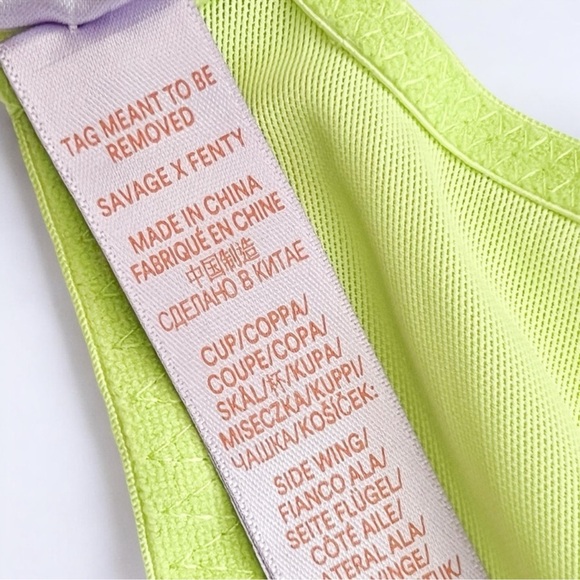 TAG MEANT TO BE
REMOVED
SAVAGE X FENTY
MADE IN CHINA
FABRIQUÉ EN CHINE
中国制造
СДЕЛАНО В КИТАЕ
CUP/COPPA/
COUPE/COPA/
SKÅL/杯/KUPA/
MISECZKA/KUPPI/
ЧАШКА/KOŠÍČEK:
SIDE WING/
FIANCO ALA/
SEITE FLÜGEL/
CÔTÉ AILE/
LATERAL ALA/